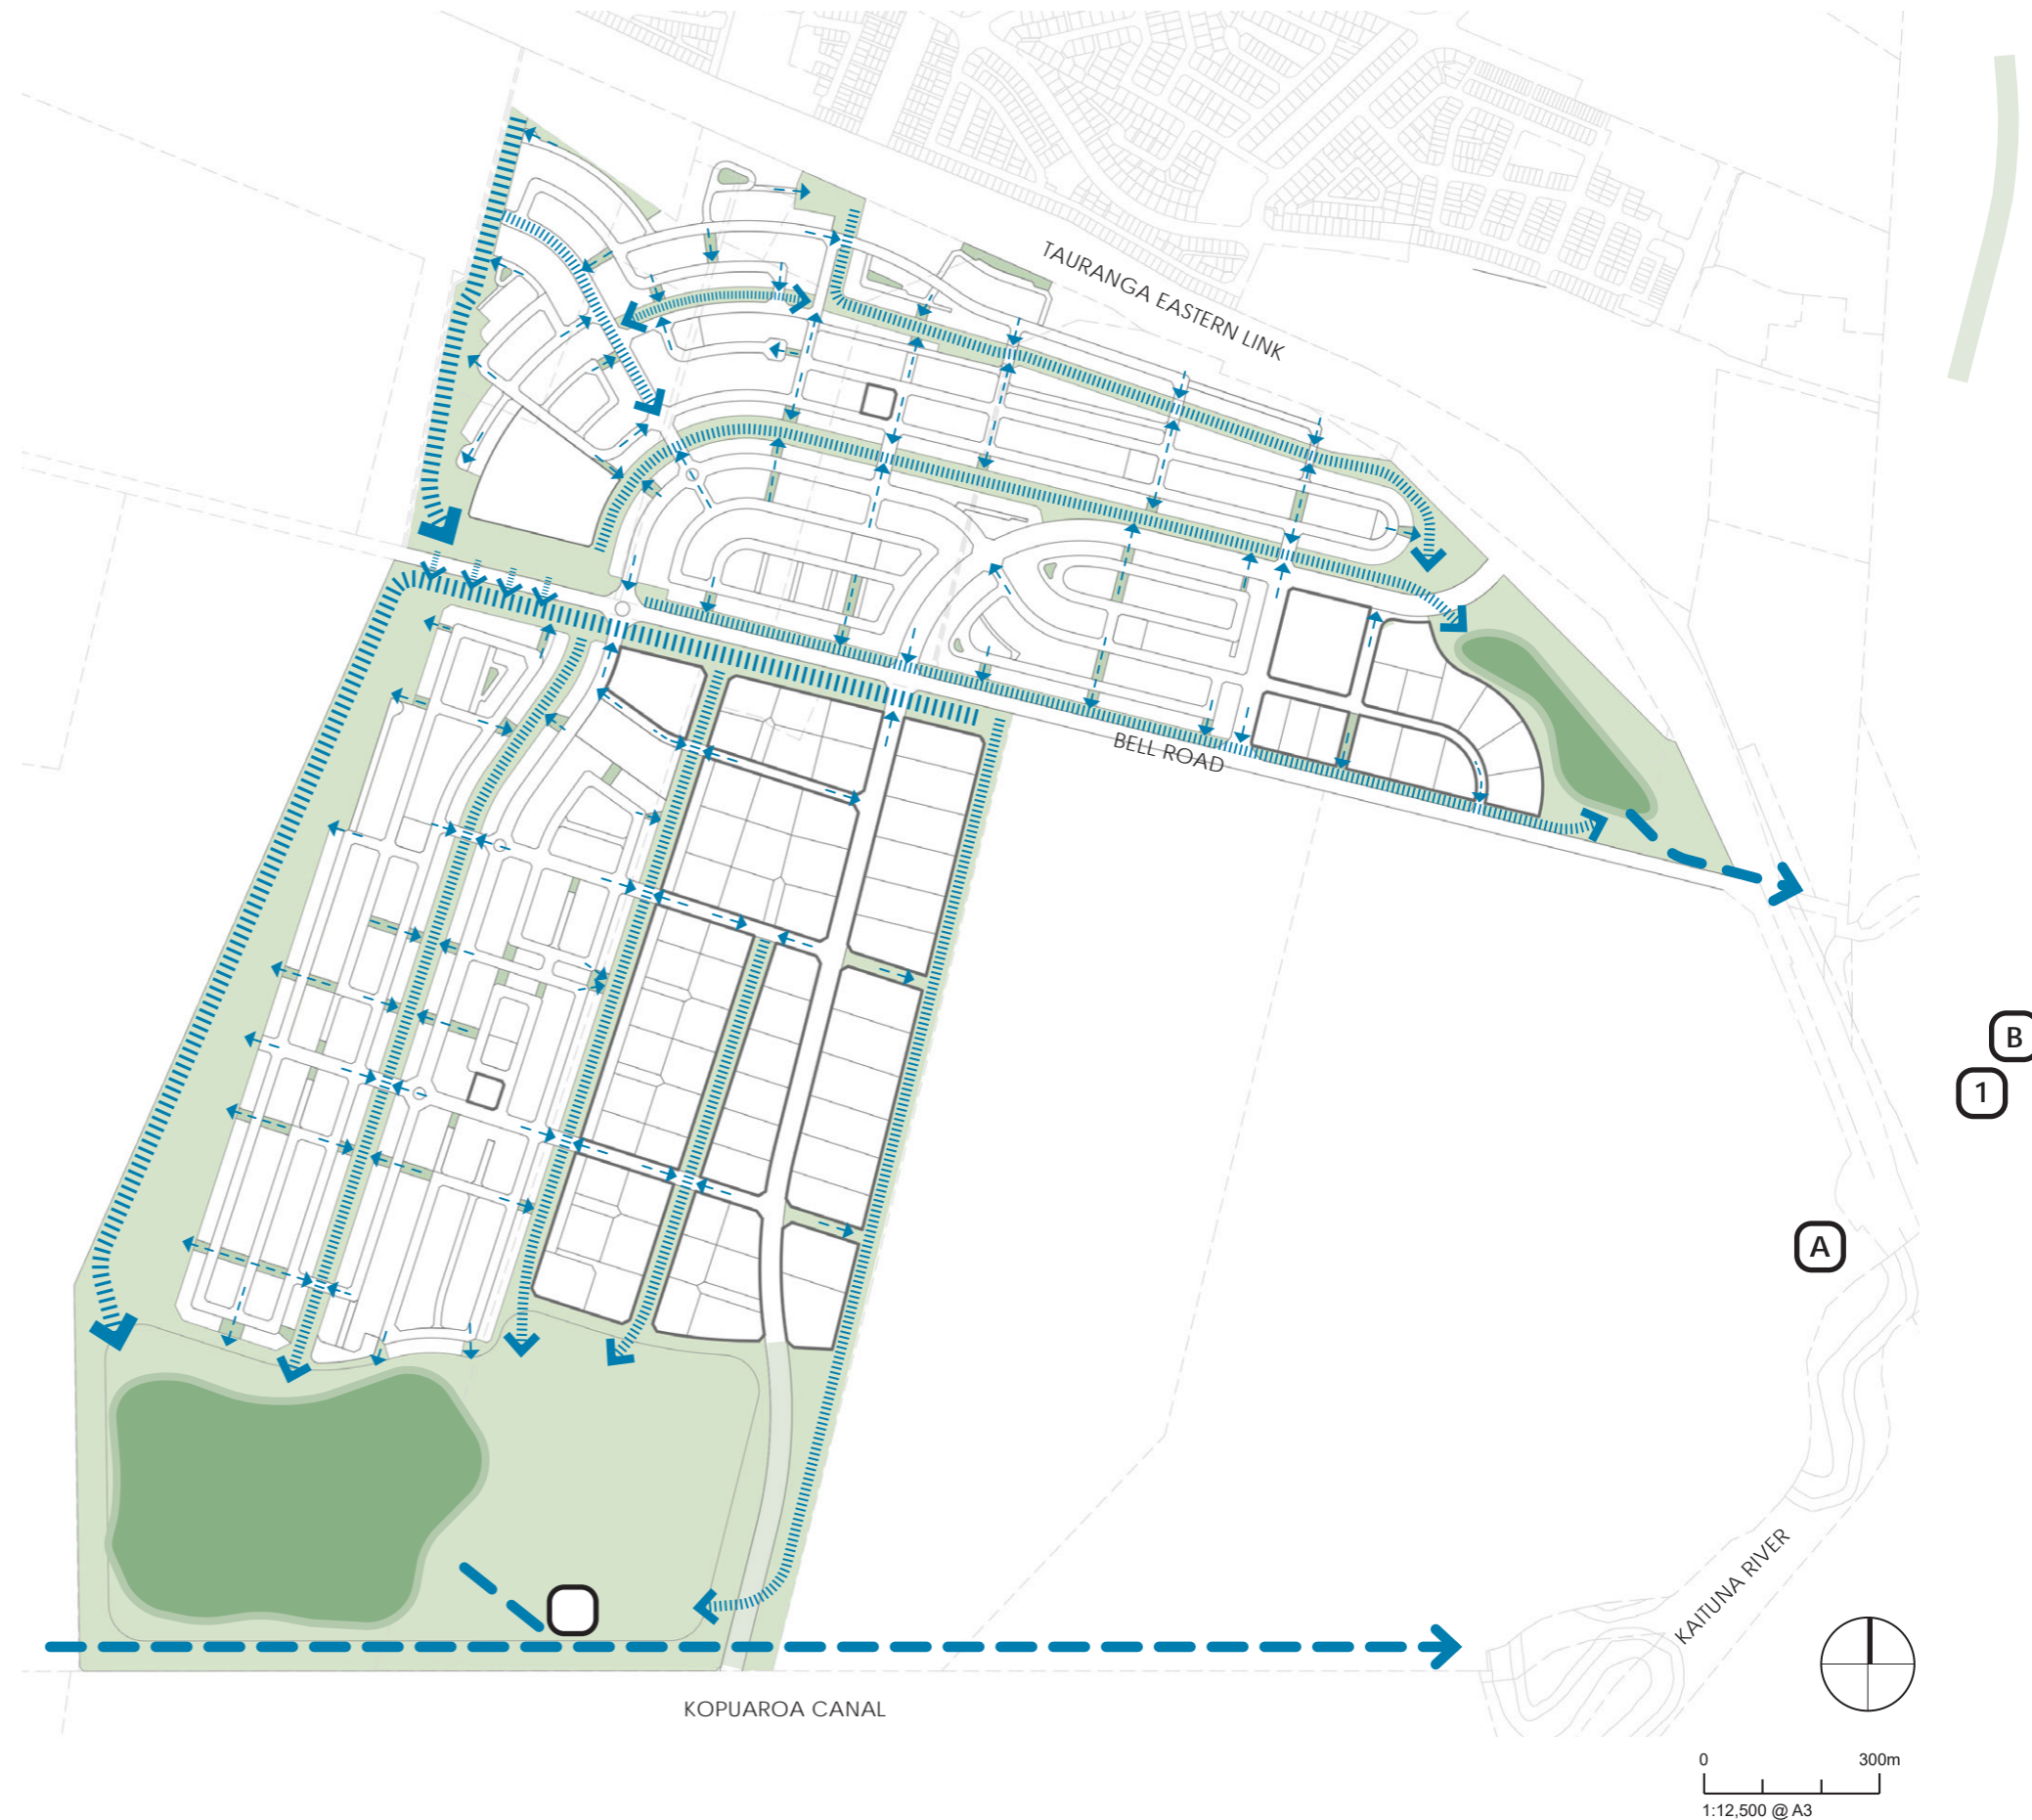 TAURANGA EASTERN LINK
BELL ROAD
B
1
A
KAITUNA RIVER
KOPUAROA CANAL
0 300m
1:12,500 @ A3